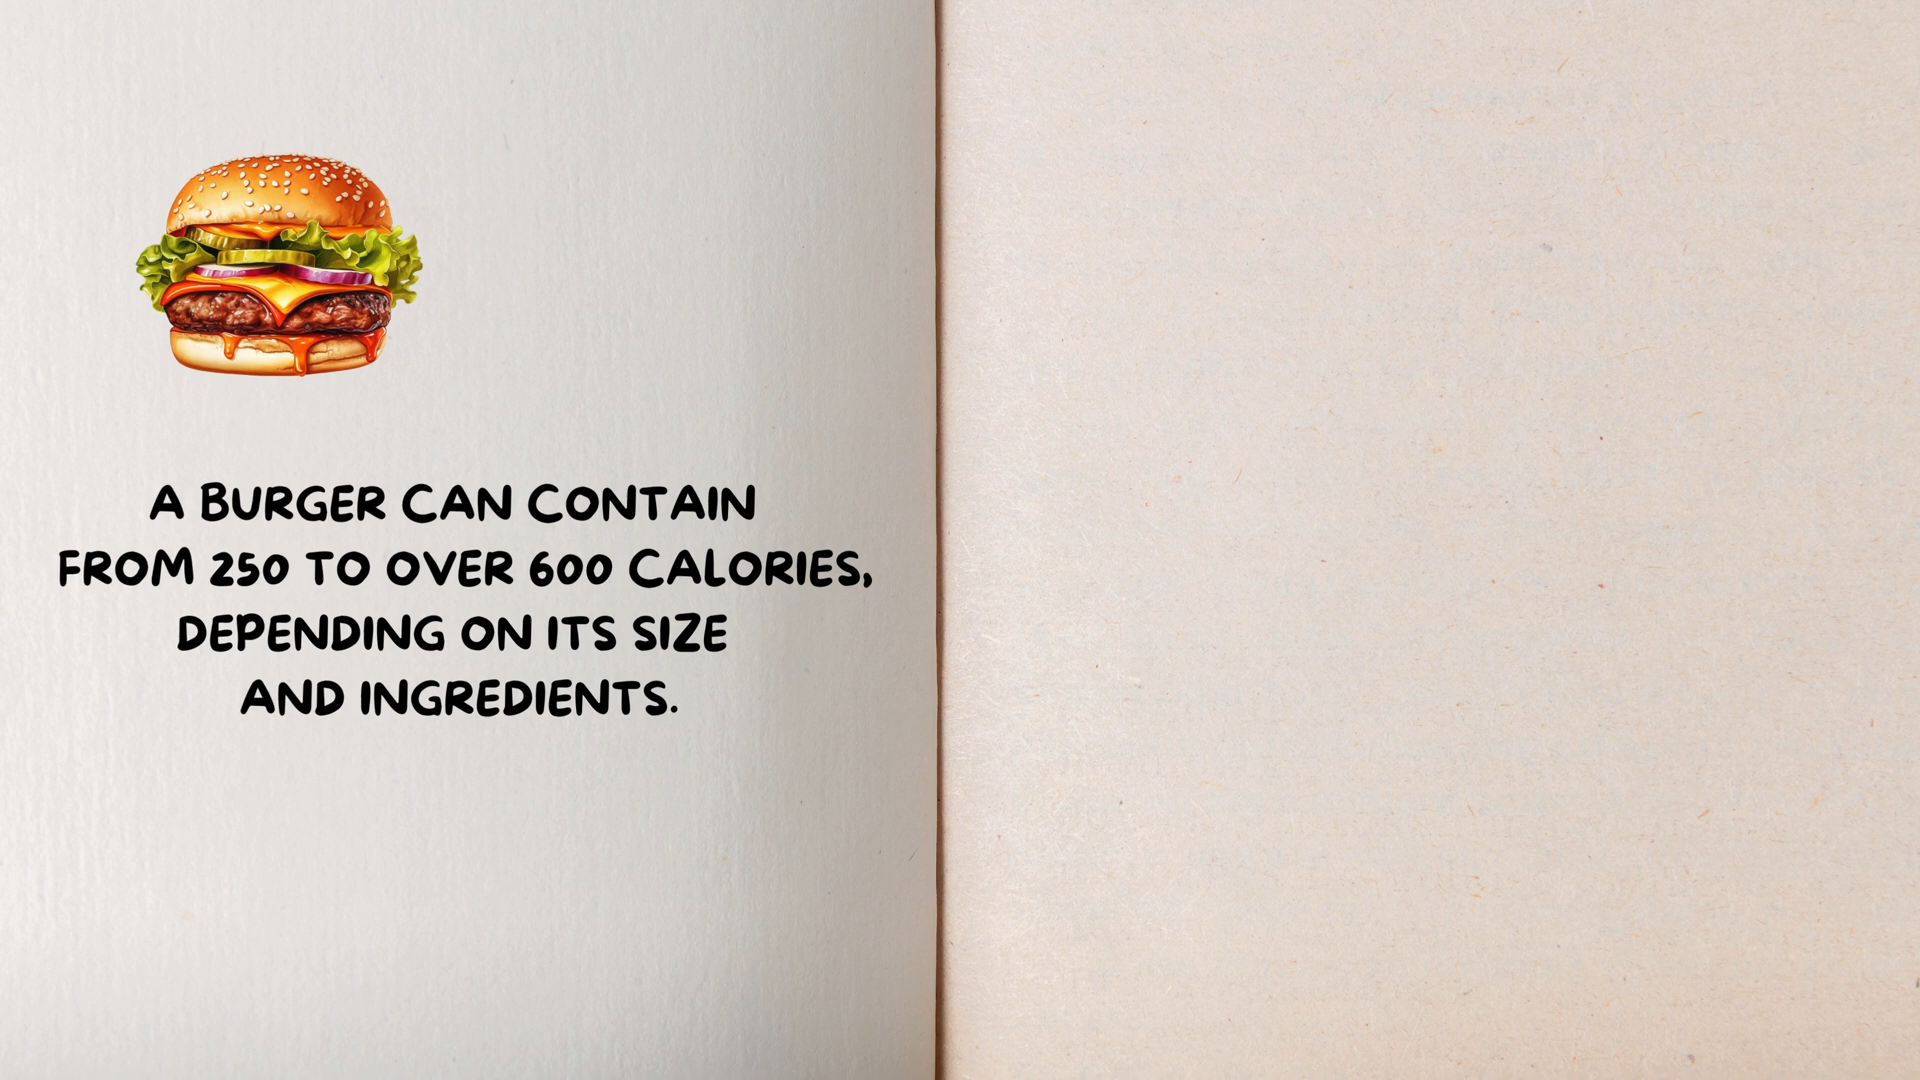 A BURGER CAN CONTAIN
FROM 250 TO OVER 600 CALORIES,
DEPENDING ON ITS SIZE
AND INGREDIENTS.